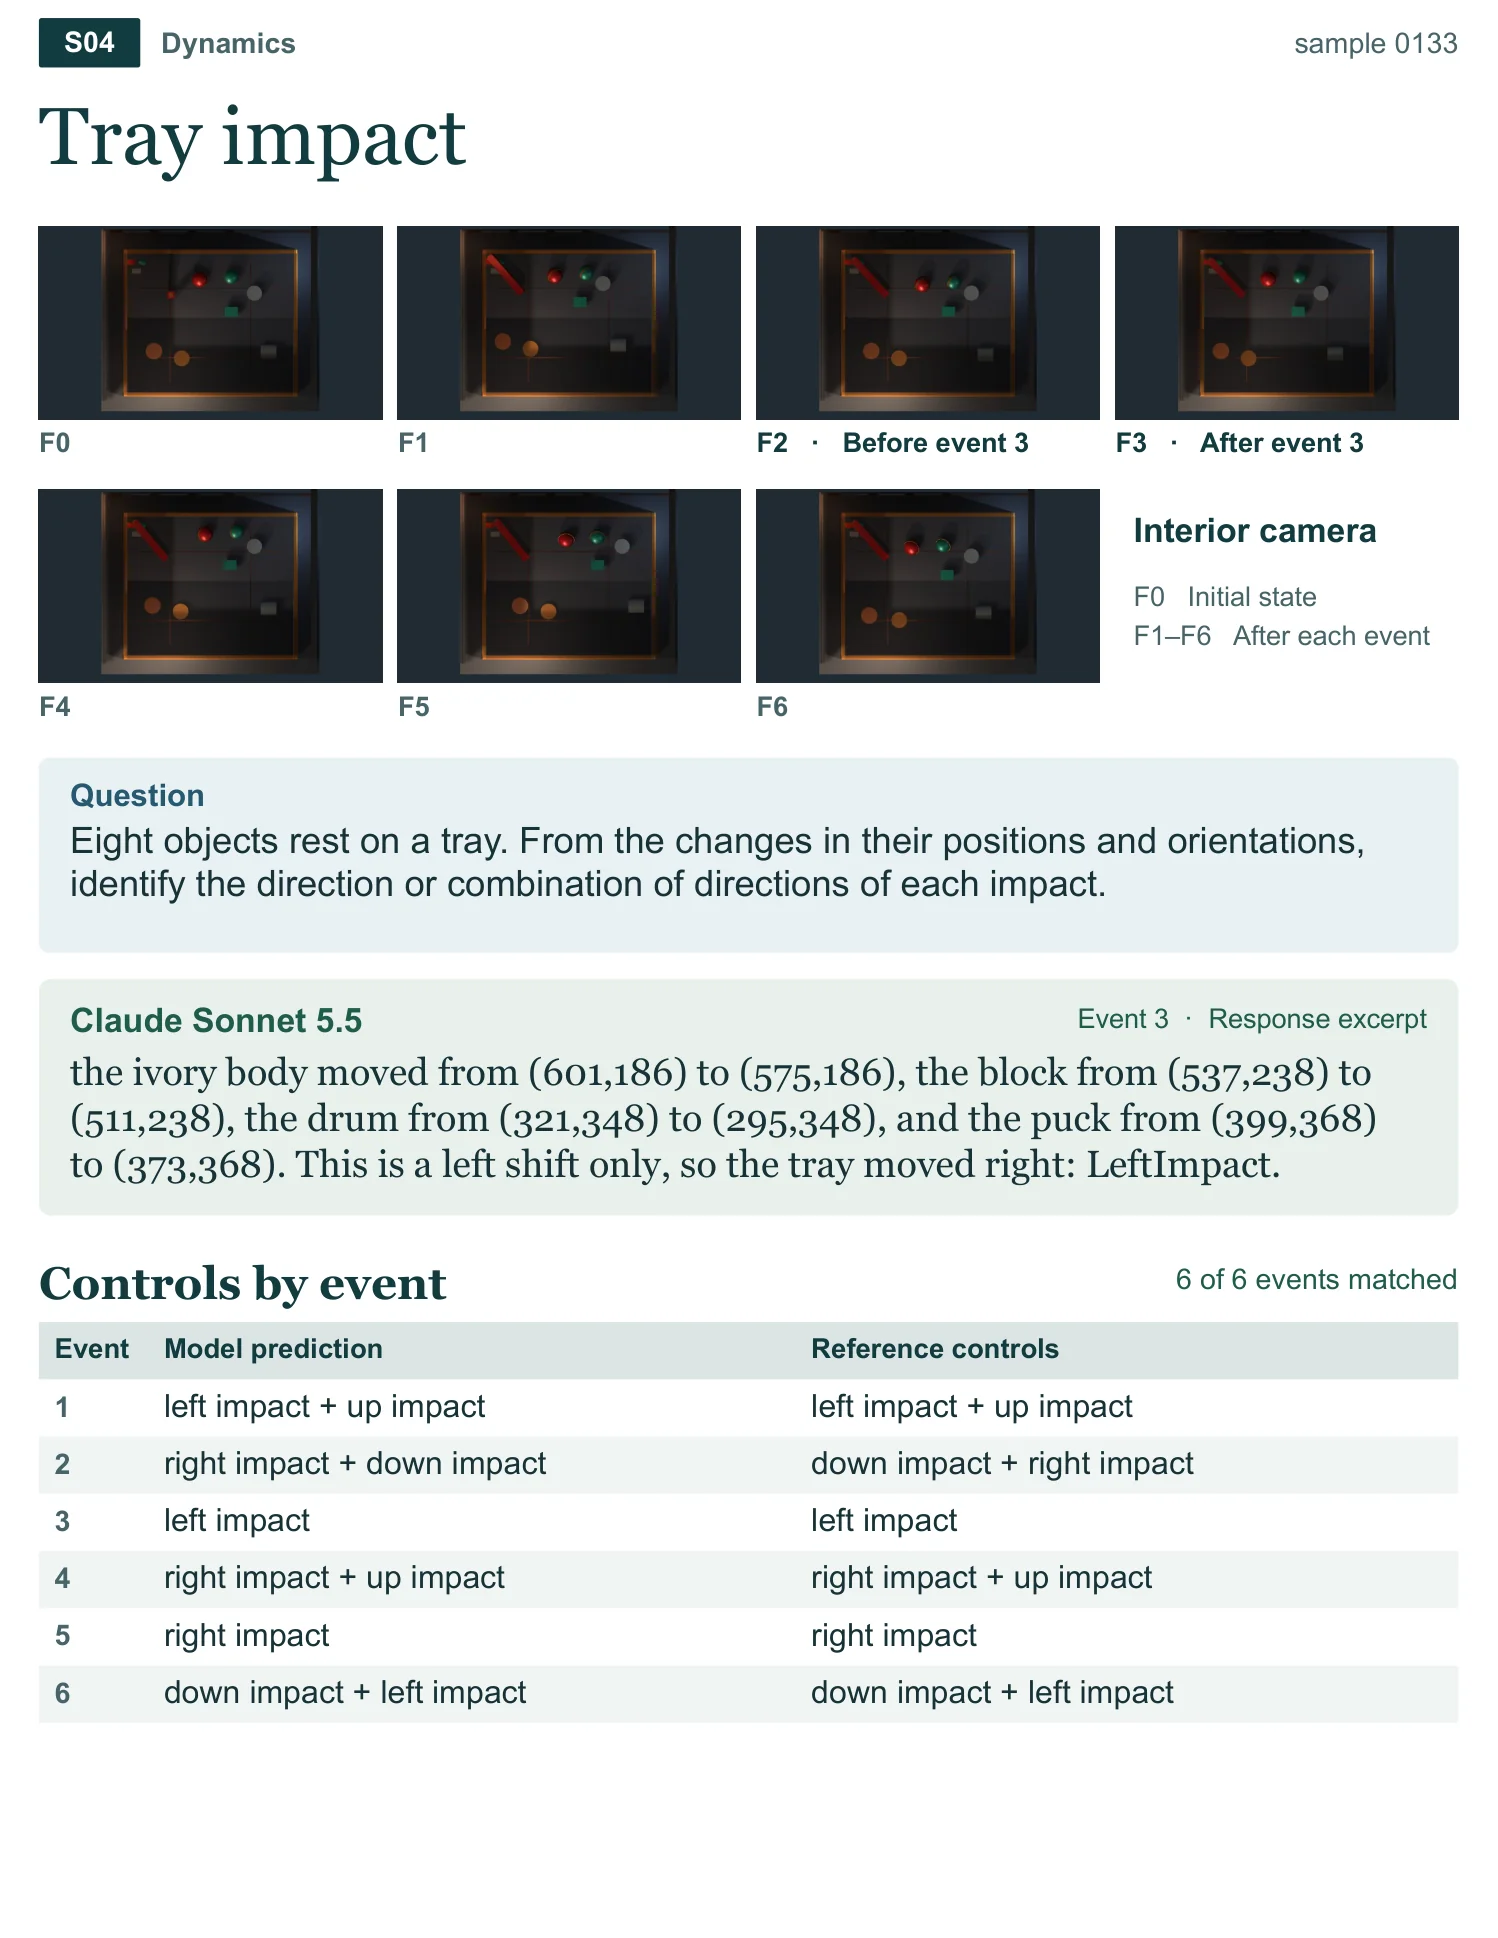 S04 Dynamics sample 0133
Tray impact
F0 F1 F2 · Before event 3 F3 · After event 3
Interior camera
F0 Initial state
F1–F6 After each event
F4 F5 F6
Question
Eight objects rest on a tray. From the changes in their positions and orientations,
identify the direction or combination of directions of each impact.
Claude Sonnet 5.5 Event 3 · Response excerpt
the ivory body moved from (601,186) to (575,186), the block from (537,238) to
(511,238), the drum from (321,348) to (295,348), and the puck from (399,368)
to (373,368). This is a left shift only, so the tray moved right: LeftImpact.
Controls by event 6 of 6 events matched
Event Model prediction Reference controls
1 left impact + up impact left impact + up impact
2 right impact + down impact down impact + right impact
3 left impact left impact
4 right impact + up impact right impact + up impact
5 right impact right impact
6 down impact + left impact down impact + left impact